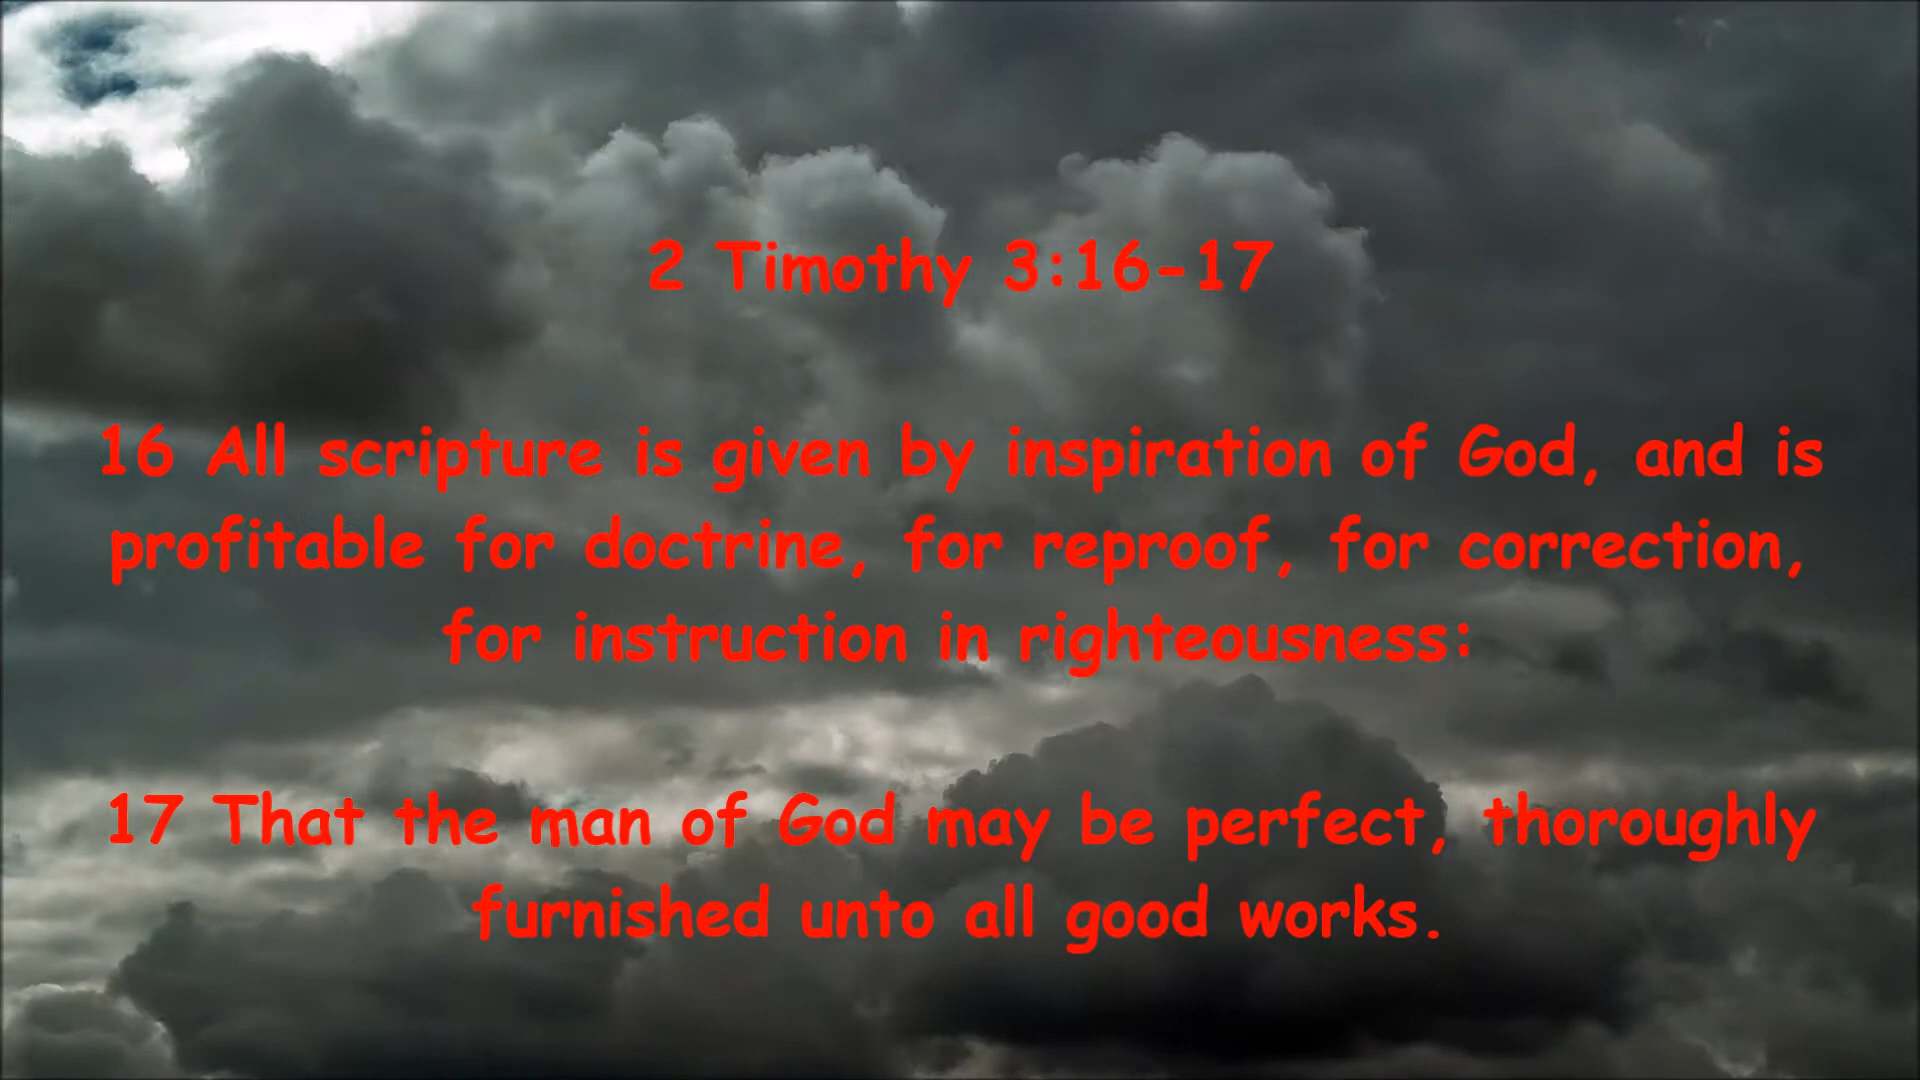 2 Timothy 3:16-17
16 All scripture is given by inspiration of God, and is
profitable for doctrine, for reproof, for correction,
for instruction in righteousness:
17 That the man of God may be perfect, thoroughly
furnished unto all good works.